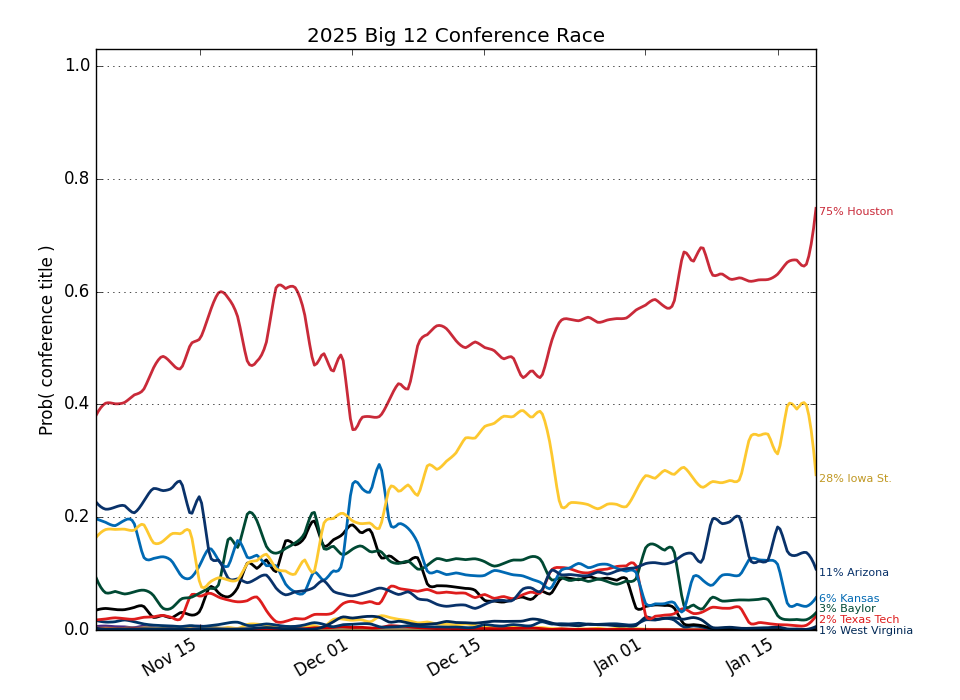 2025 Big 12 Conference Race
Prob( conference title )
1.0
0.8
0.6
0.4
0.2
0.0
75% Houston
28% Iowa St.
11% Arizona
6% Kansas
3% Baylor
2% Texas Tech
1% West Virginia
Nov 15
Dec 01
Dec 15
Jan 01
Jan 15